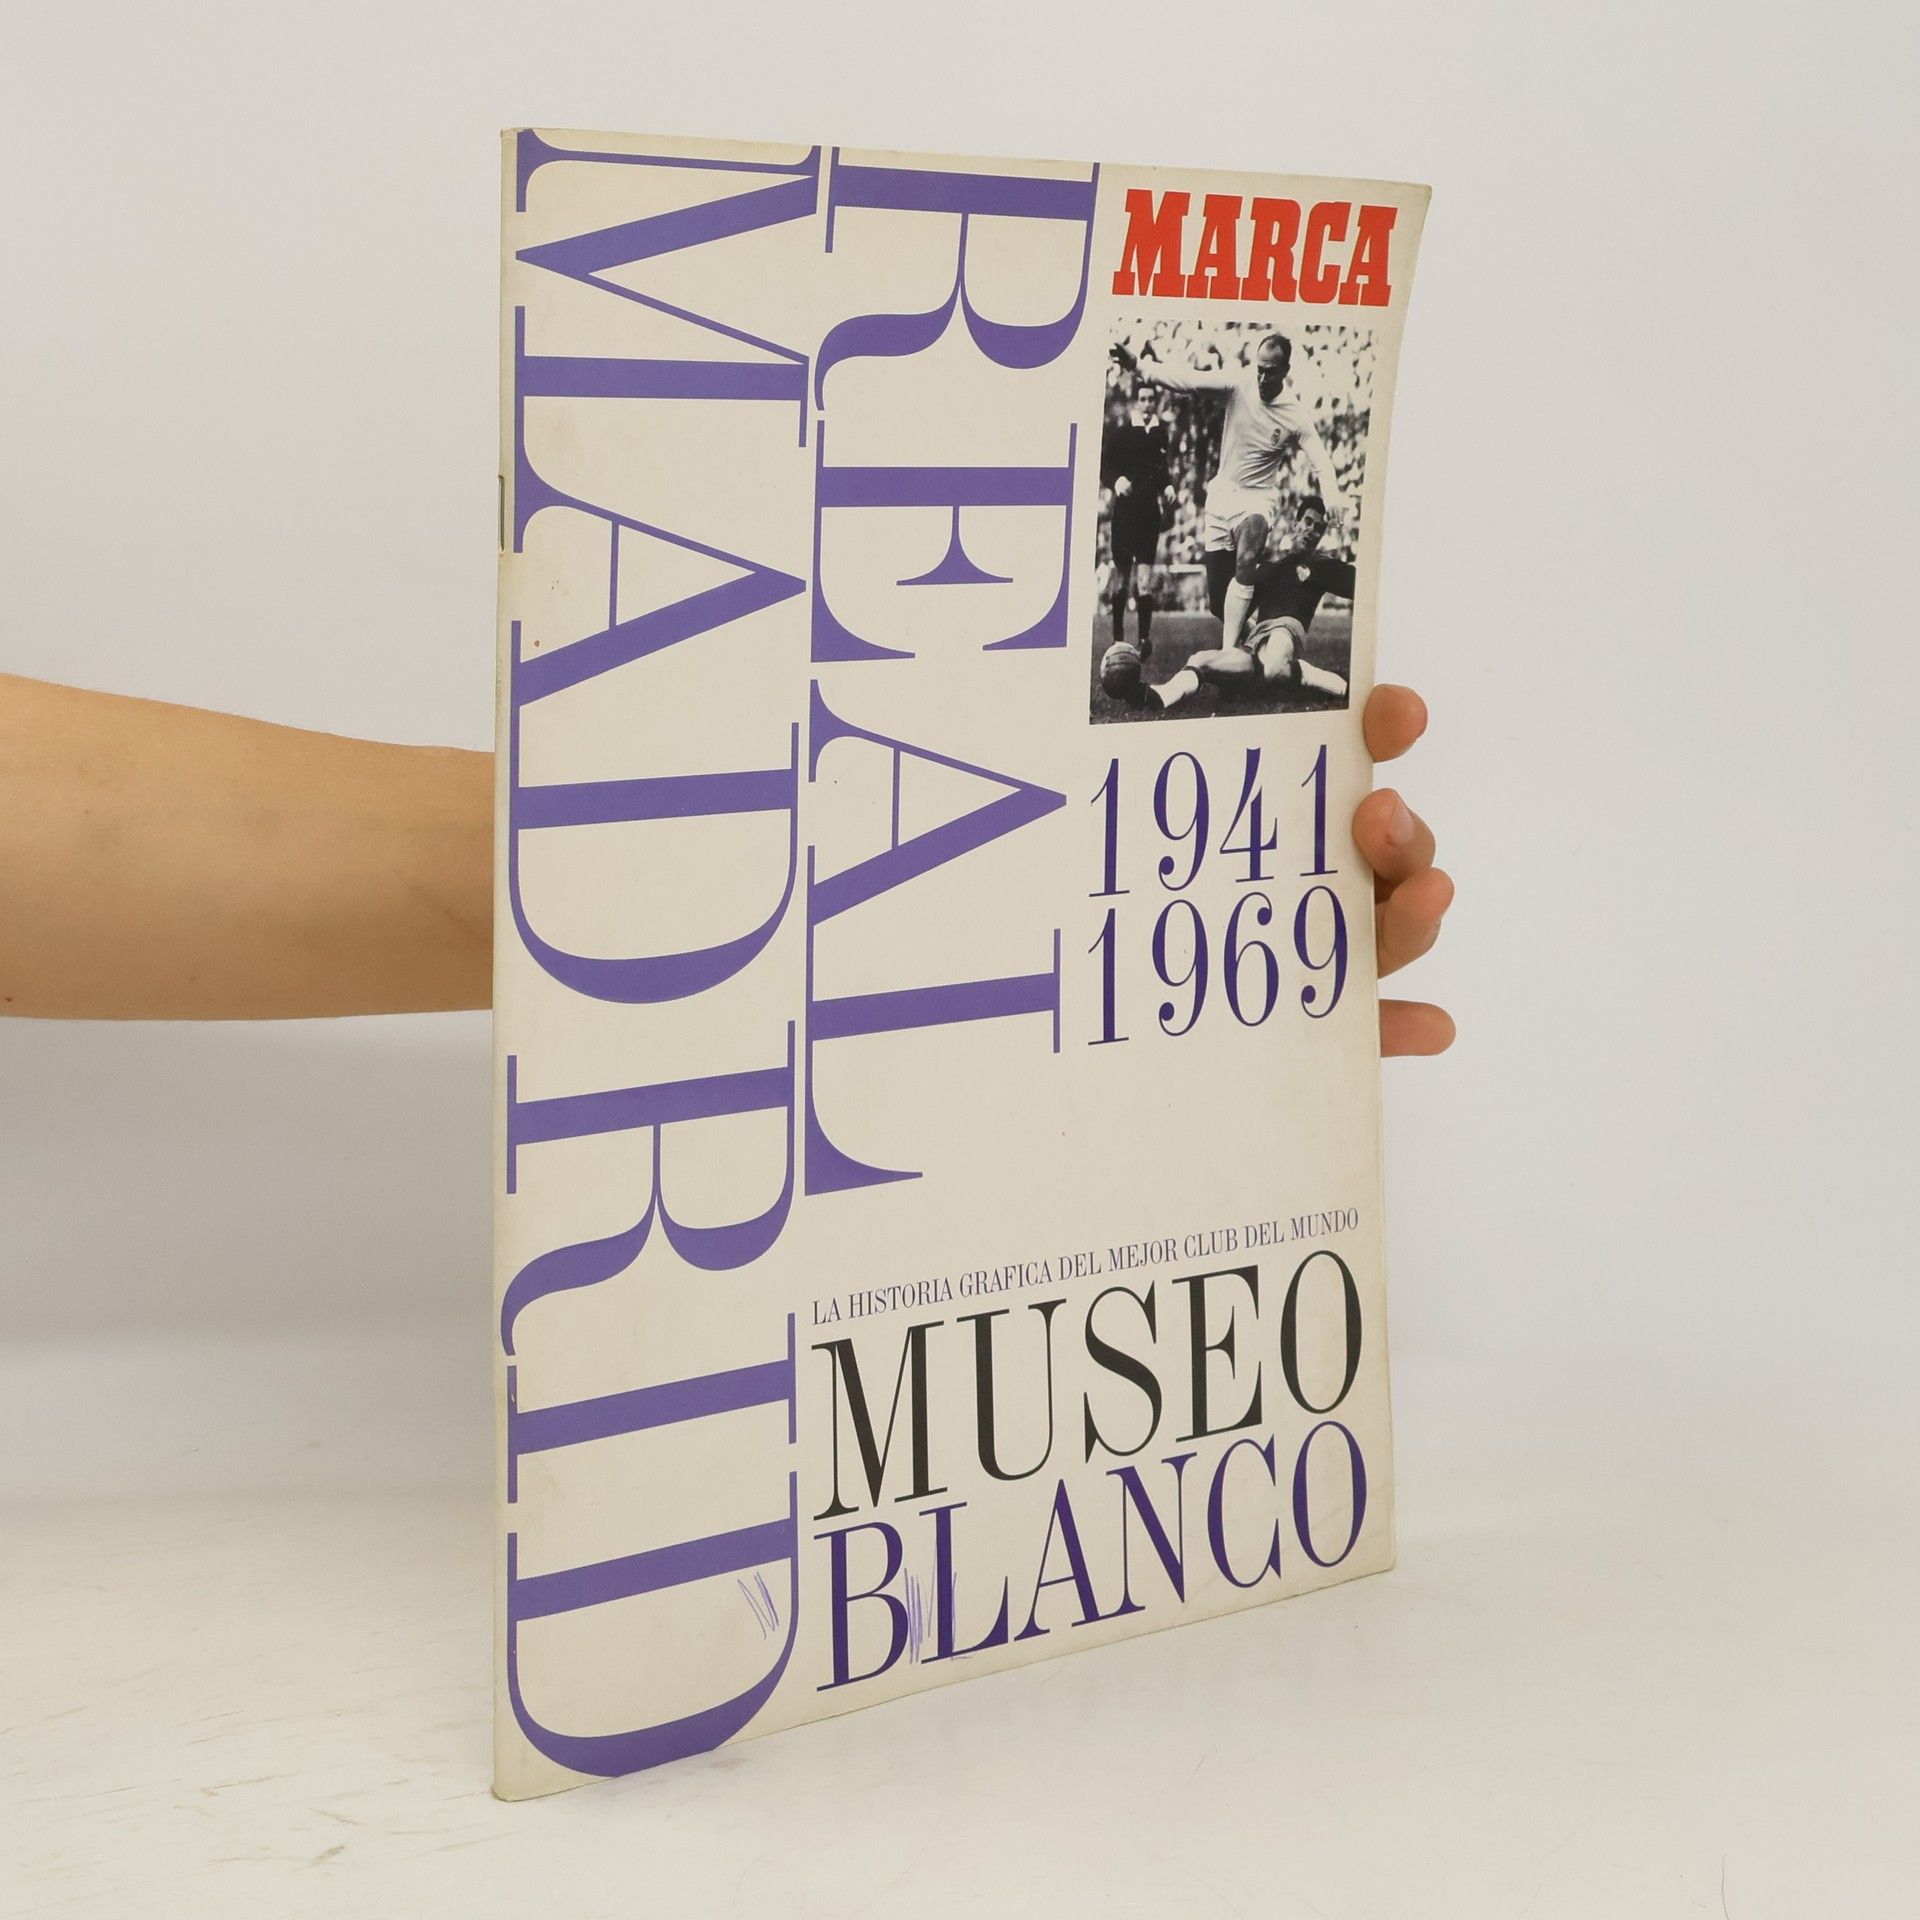 REAL
MADRID
MARCA
1941
1969
LA HISTORIA GRAFICA DEL MEJOR CLUB DEL MUNDO
MUSEO
BLANCO